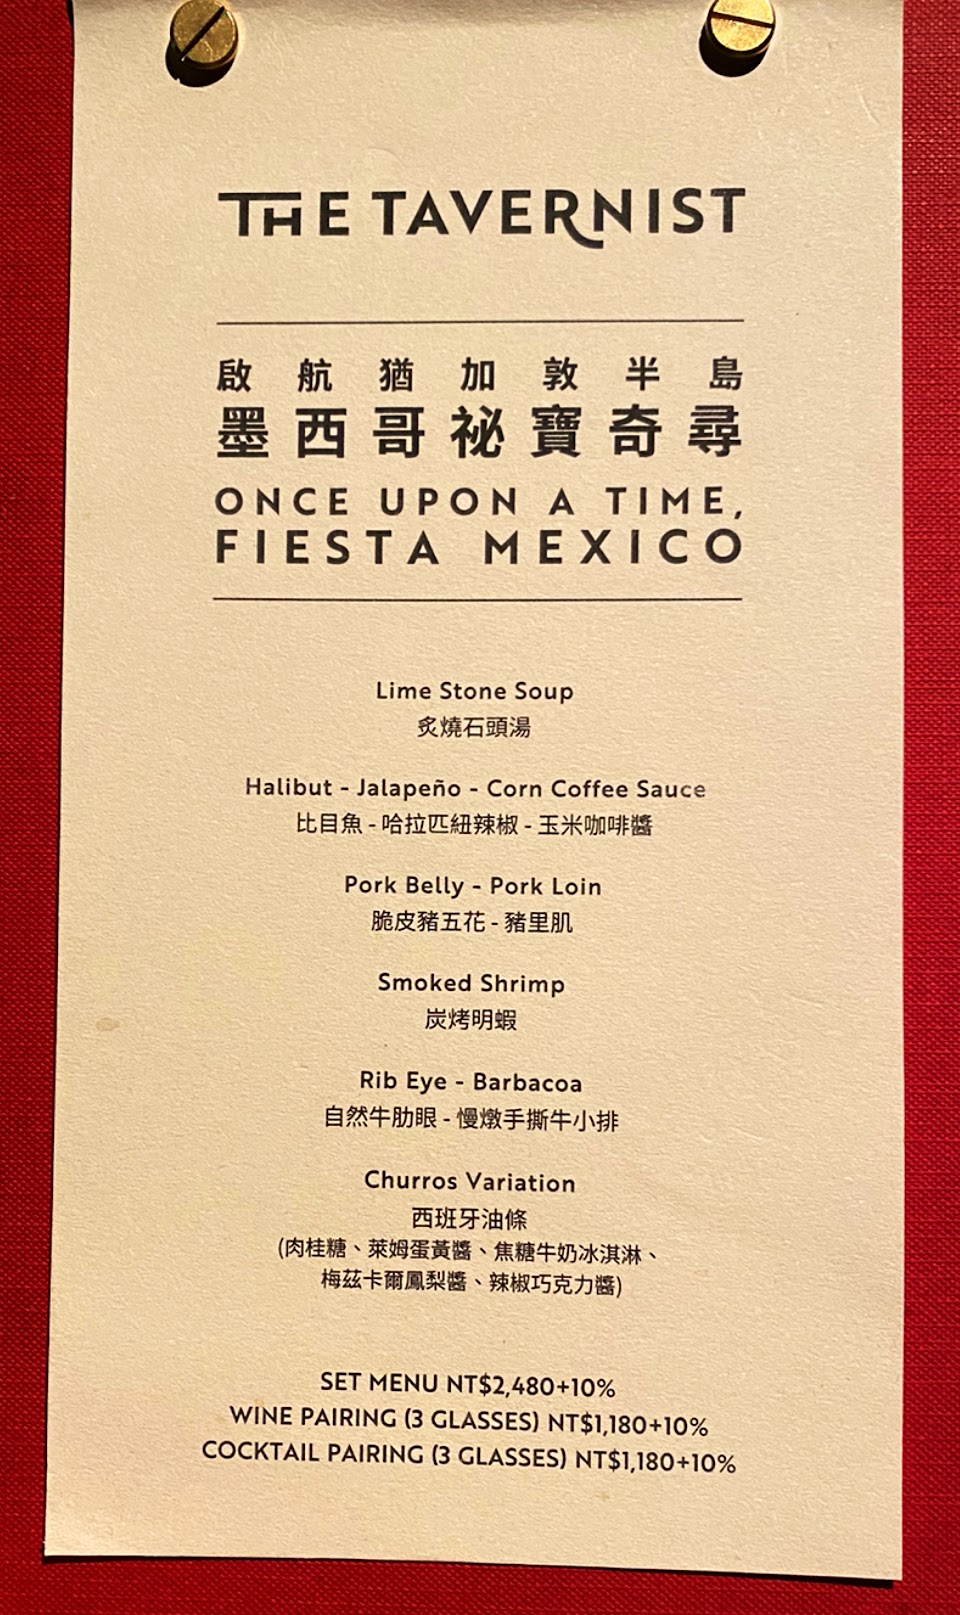 THE TAVERNIST
啟航猶加敦半島
墨西哥祕寶奇尋
ONCE UPON A TIME,
FIESTA MEXICO
Lime Stone Soup
炙燒石頭湯
Halibut - Jalapeño - Corn Coffee Sauce
比目魚 - 哈拉匹紐辣椒 - 玉米咖啡醬
Pork Belly - Pork Loin
脆皮豬五花 - 豬里肌
Smoked Shrimp
炭烤明蝦
Rib Eye - Barbacoa
自然牛肋眼 - 慢燉手撕牛小排
Churros Variation
西班牙油條
(肉桂糖、萊姆蛋黃醬、焦糖牛奶冰淇淋、
梅茲卡爾鳳梨醬、辣椒巧克力醬)
SET MENU NT$2,480+10%
WINE PAIRING (3 GLASSES) NT$1,180+10%
COCKTAIL PAIRING (3 GLASSES) NT$1,180+10%